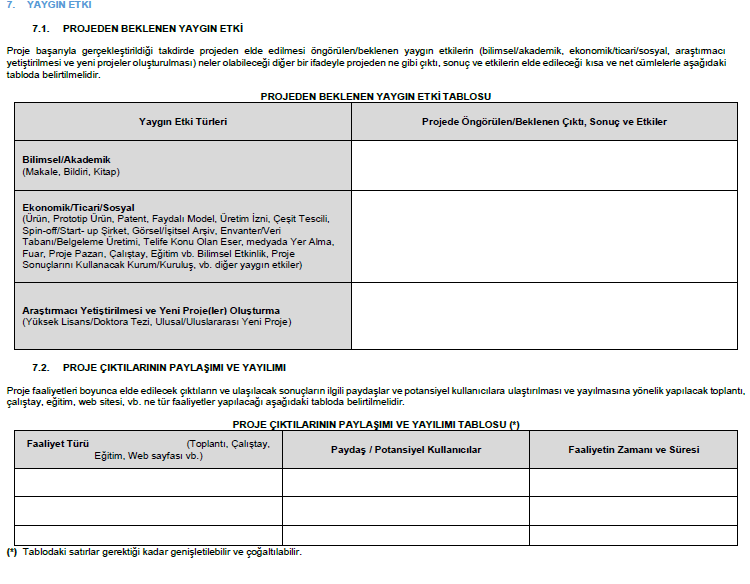 7. YAYGIN ETKİ
7.1. PROJEDEN BEKLENEN YAYGIN ETKİ
Proje başarıyla gerçekleştirildiği takdirde projeden elde edilmesi öngörülen/beklenen yaygın etkilerin (bilimsel/akademik, ekonomik/ticari/sosyal, araştırmacı
yetiştirilmesi ve yeni projeler oluşturulması) neler olabileceği diğer bir ifadeyle projeden ne gibi çıktı, sonuç ve etkilerin elde edileceği kısa ve net cümlelerle aşağıdaki
tabloda belirtilmelidir.
PROJEDEN BEKLENEN YAYGIN ETKİ TABLOSU
Yaygın Etki Türleri
Projede Öngörülen/Beklenen Çıktı, Sonuç ve Etkiler
Bilimsel/Akademik
(Makale, Bildiri, Kitap)
Ekonomik/Ticari/Sosyal
(Ürün, Prototip Ürün, Patent, Faydalı Model, Üretim İzni, Çeşit Tescili,
Spin-off/Start- up Şirket, Görsel/İşitsel Arşiv, Envanter/Veri
Tabanı/Belgeleme Üretimi, Telife Konu Olan Eser, medyada Yer Alma,
Fuar, Proje Pazarı, Çalıştay, Eğitim vb. Bilimsel Etkinlik, Proje
Sonuçlarını Kullanacak Kurum/Kuruluş, vb. diğer yaygın etkiler)
Araştırmacı Yetiştirilmesi ve Yeni Proje(ler) Oluşturma
(Yüksek Lisans/Doktora Tezi, Ulusal/Uluslararası Yeni Proje)
7.2. PROJE ÇIKTILARININ PAYLAŞIMI VE YAYILIMI
Proje faaliyetleri boyunca elde edilecek çıktıların ve ulaşılacak sonuçların ilgili paydaşlar ve potansiyel kullanıcılara ulaştırılması ve yayılmasına yönelik yapılacak toplantı,
çalıştay, eğitim, web sitesi, vb. ne tür faaliyetler yapılacağı aşağıdaki tabloda belirtilmelidir.
PROJE ÇIKTILARININ PAYLAŞIMI VE YAYILIMI TABLOSU (*)
Faaliyet Türü (Toplantı, Çalıştay,
Eğitim, Web sayfası vb.)
Paydaş / Potansiyel Kullanıcılar
Faaliyetin Zamanı ve Süresi
(*) Tablodaki satırlar gerektiği kadar genişletilebilir ve çoğaltılabilir.